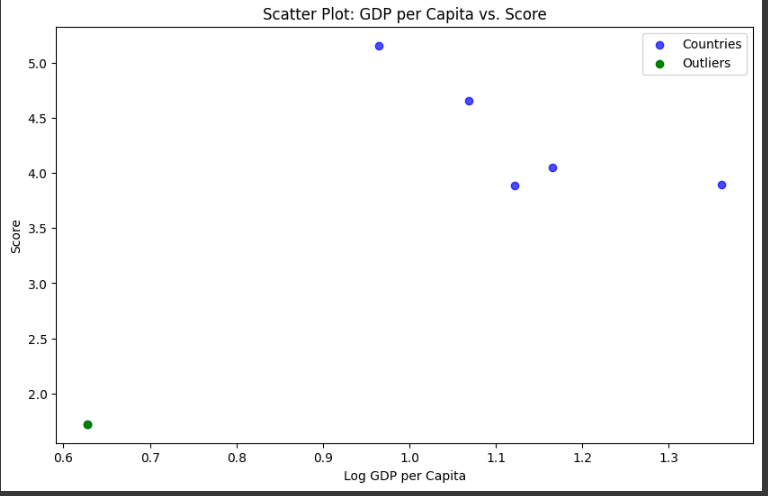 Scatter Plot: GDP per Capita vs. Score
Countries
Outliers
5.0
4.5
4.0
3.5
3.0
2.5
2.0
Score
0.6 0.7 0.8 0.9 1.0 1.1 1.2 1.3
Log GDP per Capita